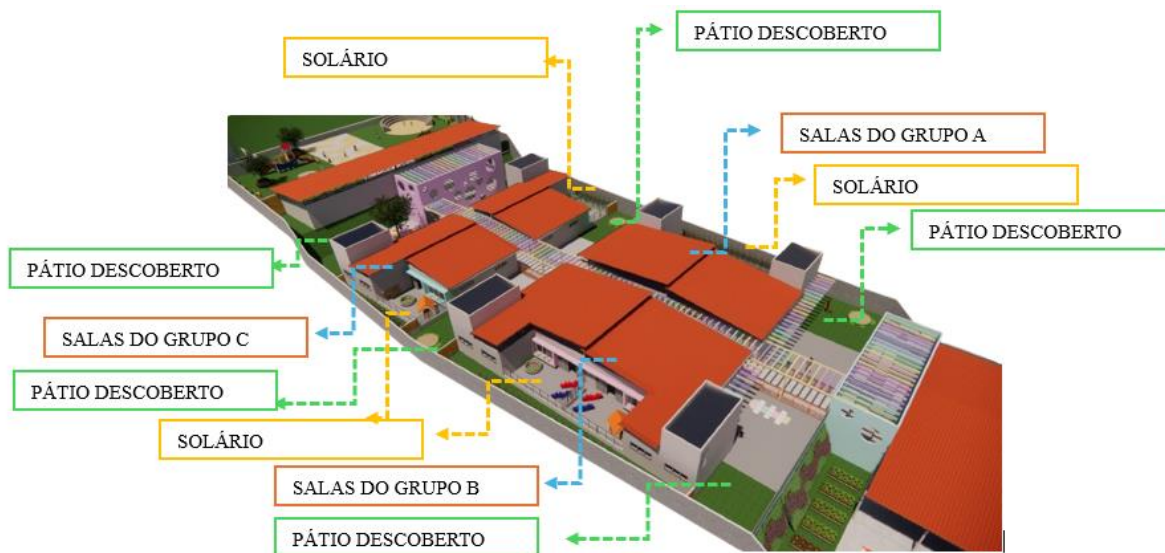 PÁTIO DESCOBERTO
SOLÁRIO
SALAS DO GRUPO A
SOLÁRIO
PÁTIO DESCOBERTO
PÁTIO DESCOBERTO
SALAS DO GRUPO C
PÁTIO DESCOBERTO
SOLÁRIO
SALAS DO GRUPO B
PÁTIO DESCOBERTO